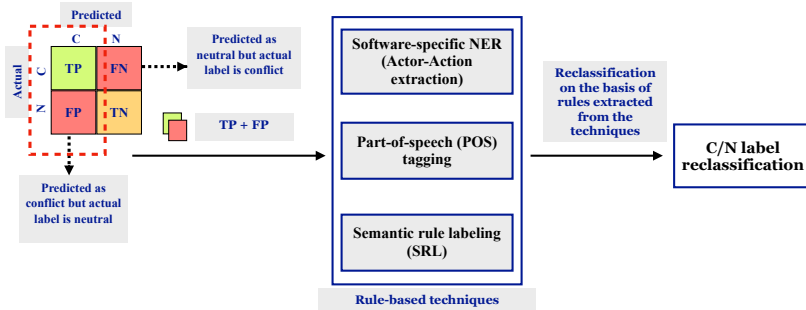 Predicted
C N
Actual
C
N
TP
FN
FP
TN
Predicted as
neutral but actual
label is conflict
TP + FP
Predicted as
conflict but actual
label is neutral
Software-specific NER
(Actor-Action
extraction)
Part-of-speech (POS)
tagging
Semantic rule labeling
(SRL)
Rule-based techniques
Reclassification
on the basis of
rules extracted
from the
techniques
C/N label
reclassification